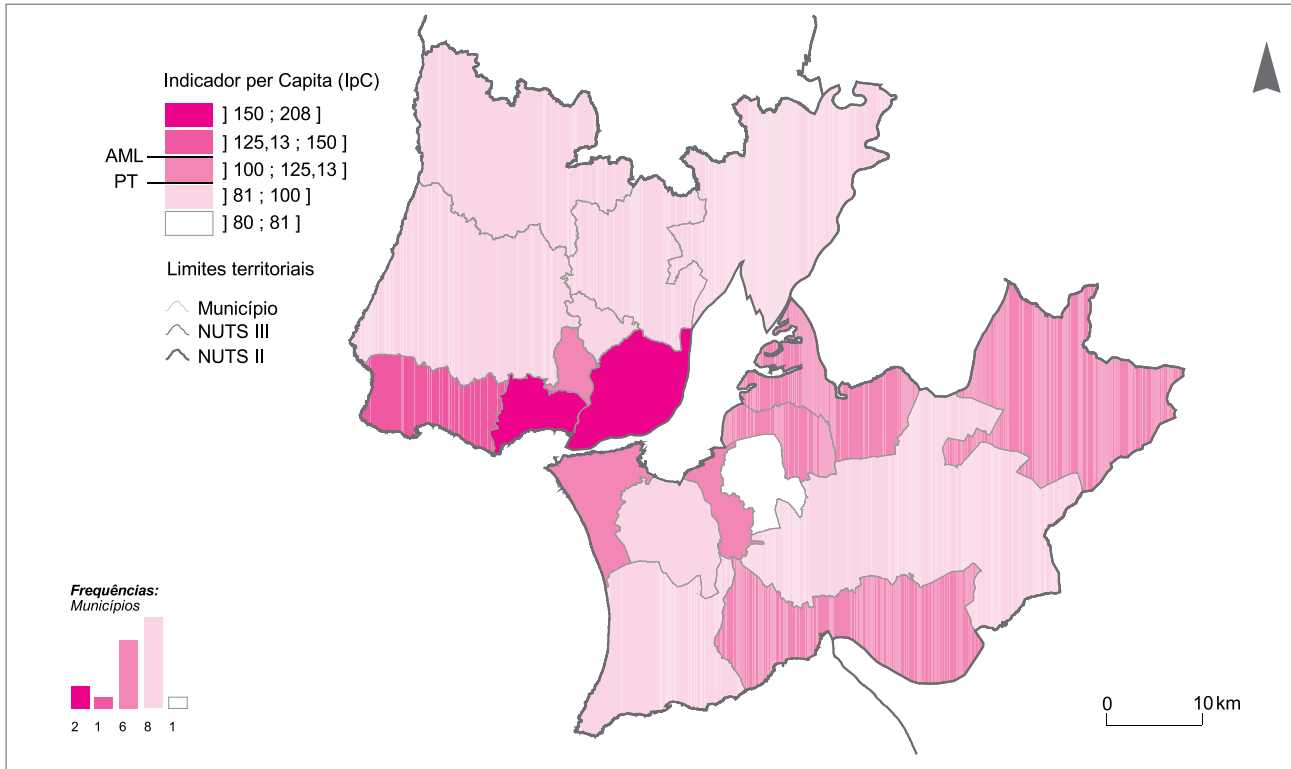 Indicador per Capita (IpC)
] 150 ; 208 ]
] 125,13 ; 150 ]
AML
] 100 ; 125,13 ]
PT
] 81 ; 100 ]
] 80 ; 81 ]
Limites territoriais
Município
NUTS III
NUTS II
Frequências:
Municípios
2 1 6 8 1
0 10 km